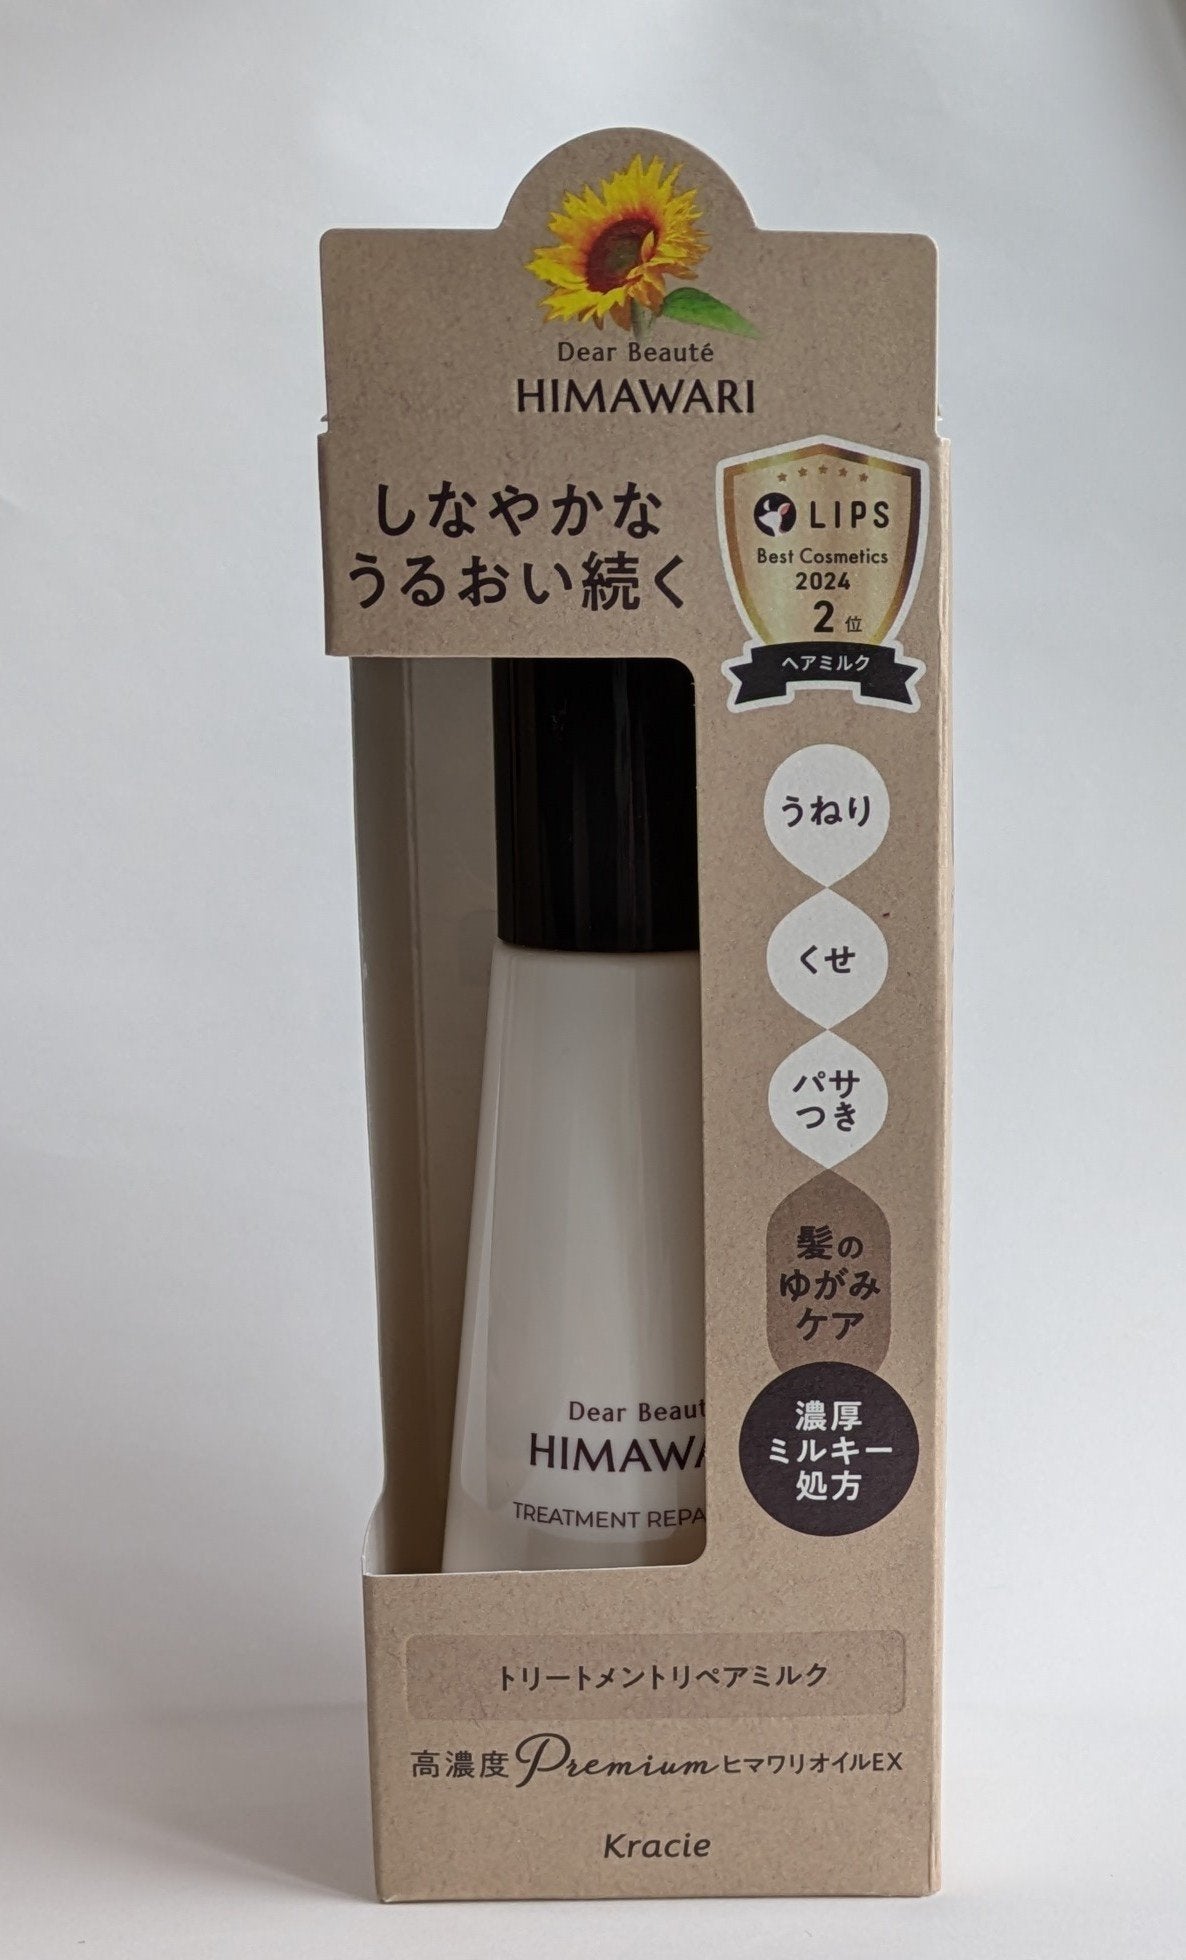 Dear Beauté
HIMAWARI
しなやかな
うるおい続く
LIPS
Best Cosmetics
2024
2位
ヘアミルク
うねり
くせ
パサ
つき
髪の
ゆがみ
ケア
濃厚
ミルキー
処方
Dear Beaut
HIMAWA
TREATMENT REPA
トリートメントリペアミルク
高濃度PremiumヒマワリオイルEX
Kracie